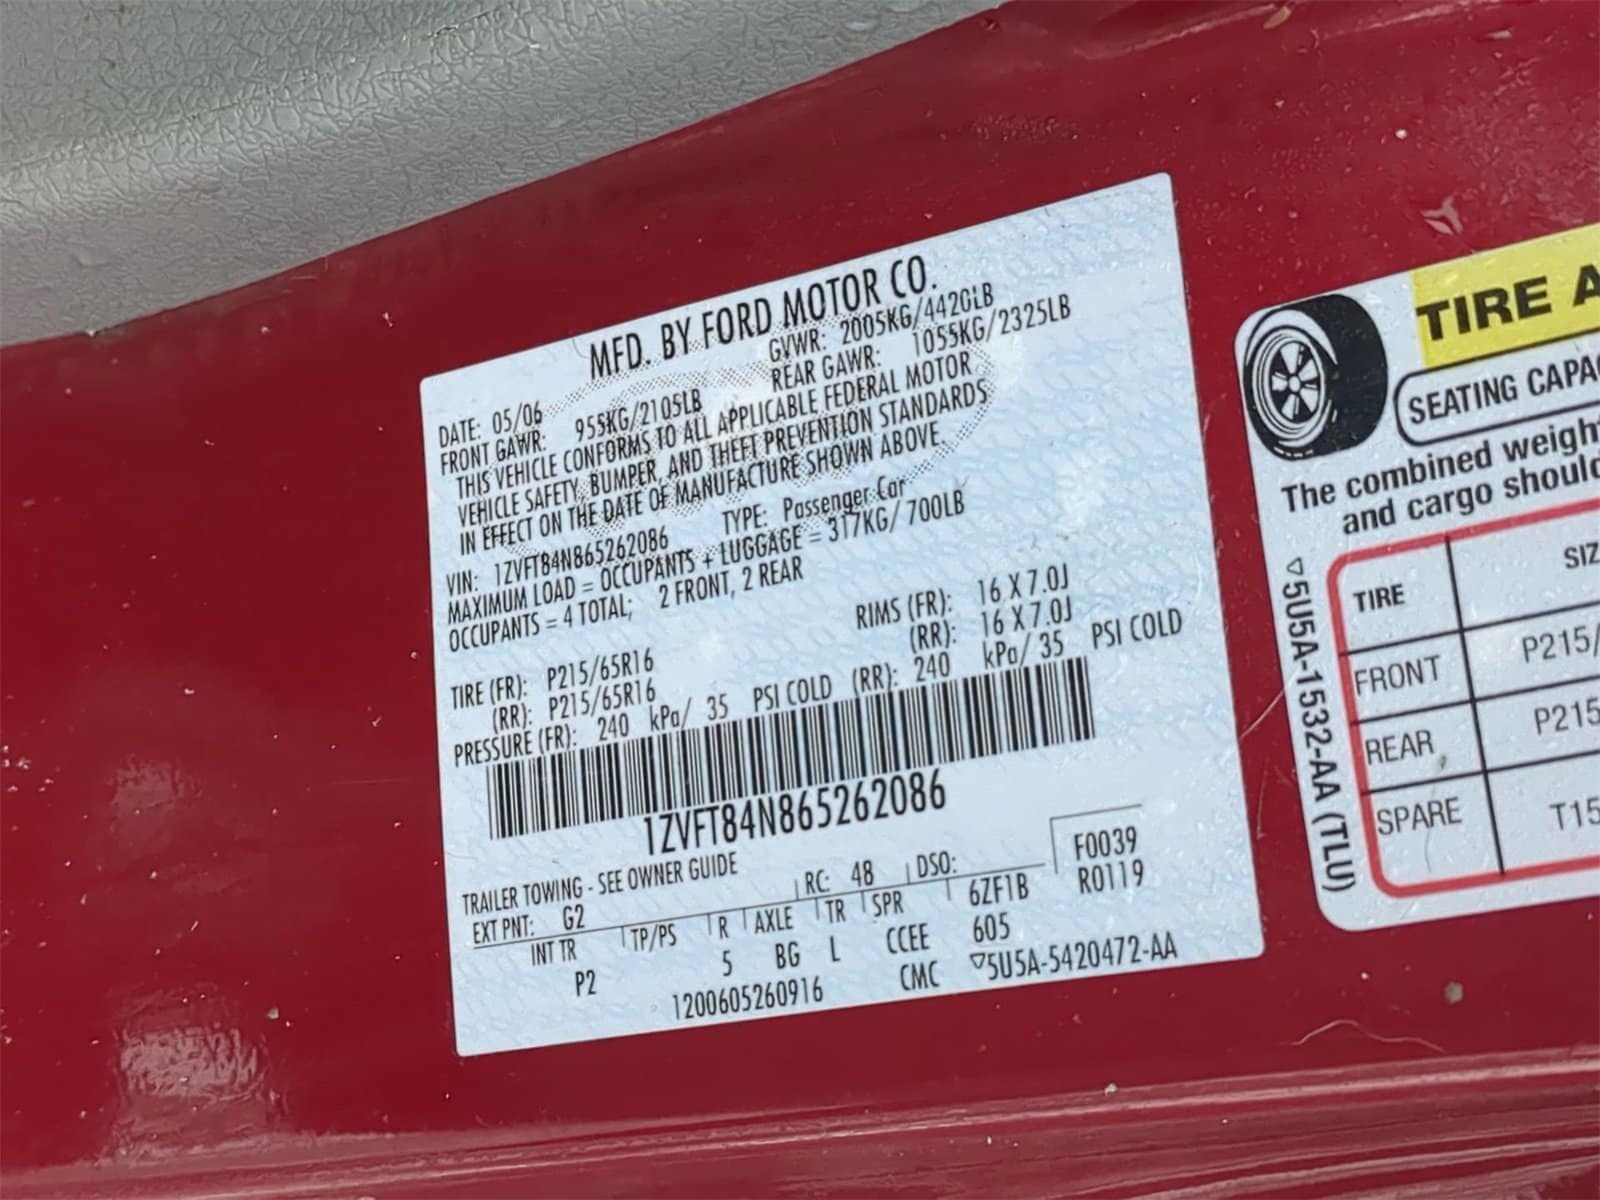 MFD. BY FORD MOTOR CO.
DATE: 05/06 GVWR: 2005KG/4420LB
FRONT GAWR: 955KG/2105LB REAR GAWR: 1055KG/2325LB
THIS VEHICLE CONFORMS TO ALL APPLICABLE FEDERAL MOTOR
VEHICLE SAFETY, BUMPER, AND THEFT PREVENTION STANDARDS
IN EFFECT ON THE DATE OF MANUFACTURE SHOWN ABOVE.
VIN: 1ZVFT84N865262086 TYPE: Passenger Car
MAXIMUM LOAD = OCCUPANTS + LUGGAGE = 317KG/ 700LB
OCCUPANTS = 4 TOTAL; 2 FRONT, 2 REAR
TIRE (FR): P215/65R16 RIMS (FR): 16 X 7.0J
(RR): P215/65R16 (RR): 16 X 7.0J
PRESSURE (FR): 240 kPa/ 35 PSI COLD (RR): 240 kPa/ 35 PSI COLD
1ZVFT84N865262086
TRAILER TOWING - SEE OWNER GUIDE
EXT PNT: G2 RC: 48 DSO: F0039
INT TR TP/PS R AXLE TR SPR 6ZF1B R0119
P2 5 BG L CCEE 605
1200605260916 CMC ▽5U5A-5420472-AA
TIRE A
SEATING CAPA
The combined weigh
and cargo should
TIRE SIZ
FRONT P215/
REAR P215
SPARE T15
▽5U5A-1532-AA (TLU)